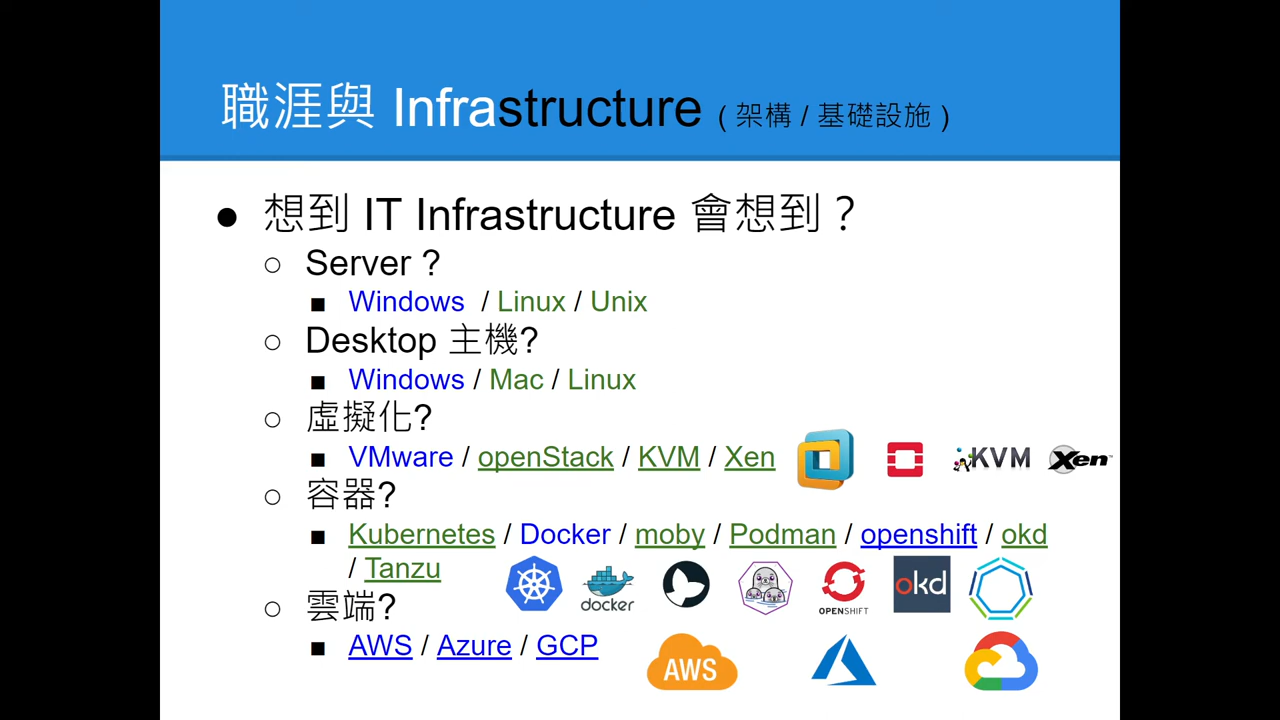 職涯與 Infrastructure ( 架構 / 基礎設施 )
● 想到 IT Infrastructure 會想到？
○ Server ?
■ Windows / Linux / Unix
○ Desktop 主機?
■ Windows / Mac / Linux
○ 虛擬化?
■ VMware / openStack / KVM / Xen
KVM
Xen
○ 容器?
■ Kubernetes / Docker / moby / Podman / openshift / okd
/ Tanzu
docker
OPENSHIFT
okd
○ 雲端?
■ AWS / Azure / GCP
AWS